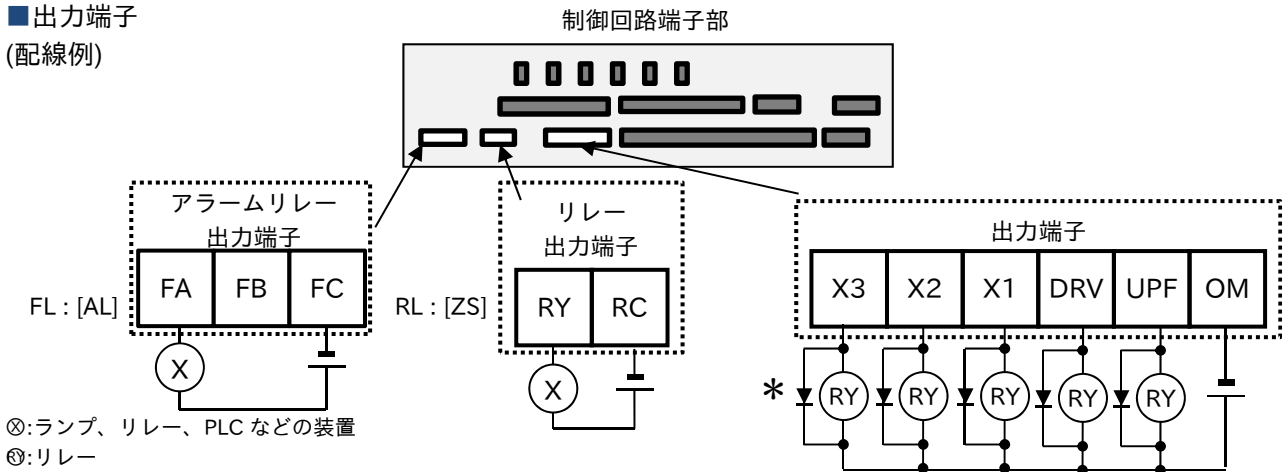 ■出力端子
(配線例)
制御回路端子部
アラームリレー
出力端子
FA FB FC
FL : [AL]
X
リレー
出力端子
RY RC
RL : [ZS]
X
出力端子
X3 X2 X1 DRV UPF OM
* RY RY RY RY RY
⊗:ランプ、リレー、PLC などの装置
RY:リレー